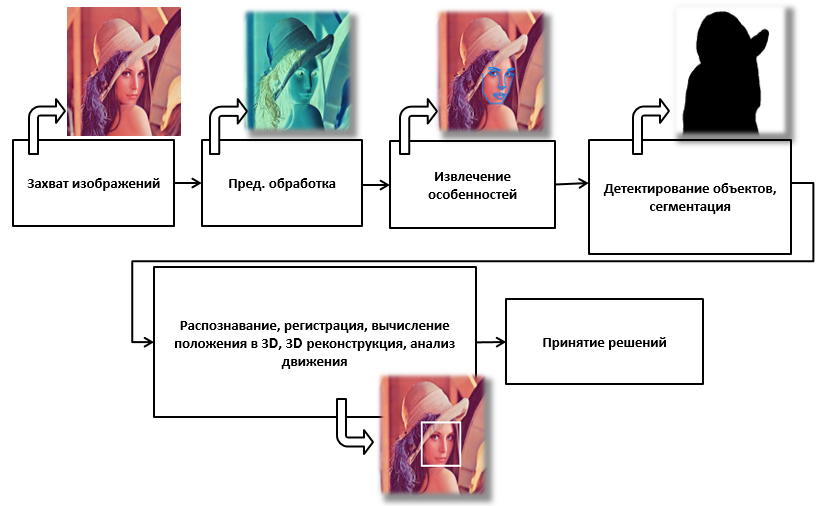 Захват изображений
Пред. обработка
Извлечение
особенностей
Детектирование объектов,
сегментация
Распознавание, регистрация, вычисление
положения в 3D, 3D реконструкция, анализ
движения
Принятие решений